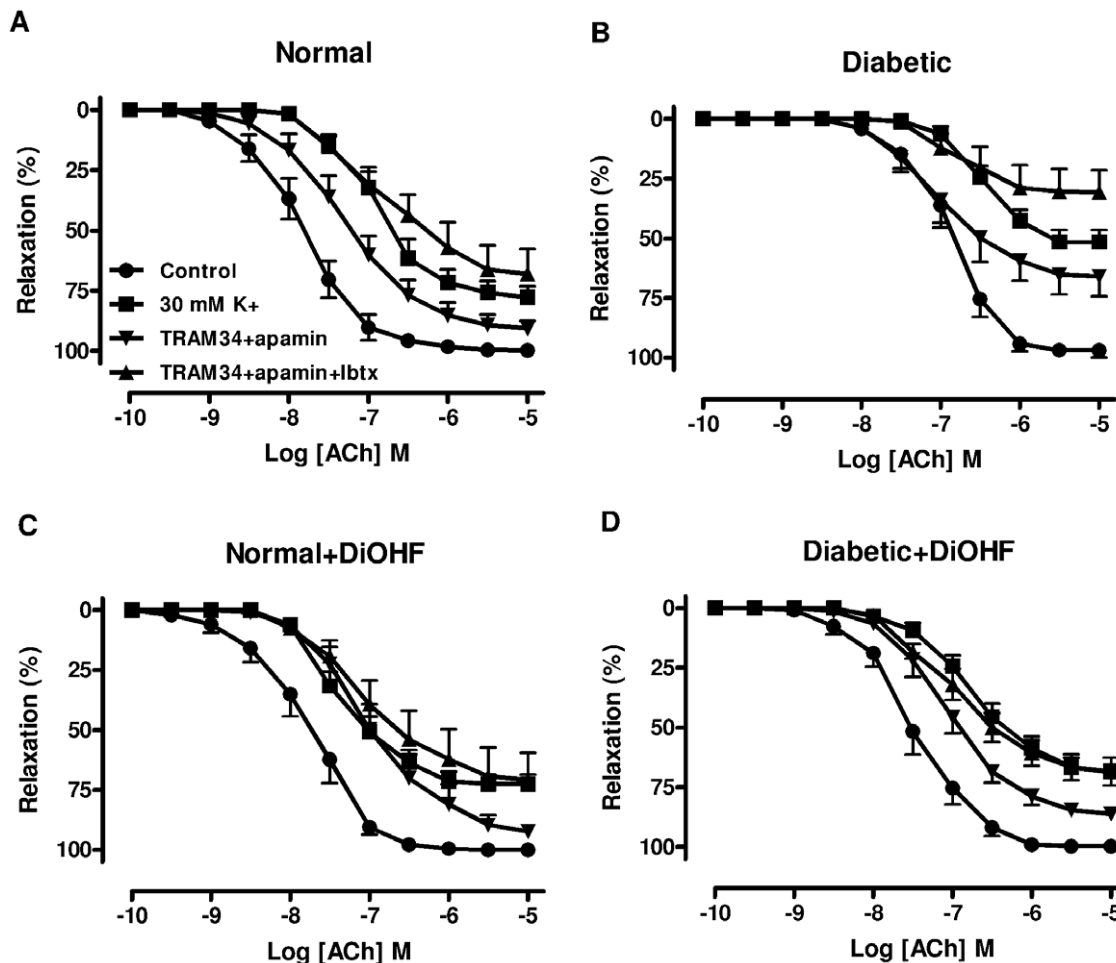 A
Normal
Relaxation (%)
0
25
50
75
100
Control
30 mM K+
TRAM34+apamin
TRAM34+apamin+Ibtx
-10 -9 -8 -7 -6 -5
Log [ACh] M
B
Diabetic
Relaxation (%)
0
25
50
75
100
-10 -9 -8 -7 -6 -5
Log [ACh] M
C
Normal+DiOHF
Relaxation (%)
0
25
50
75
100
-10 -9 -8 -7 -6 -5
Log [ACh] M
D
Diabetic+DiOHF
Relaxation (%)
0
25
50
75
100
-10 -9 -8 -7 -6 -5
Log [ACh] M